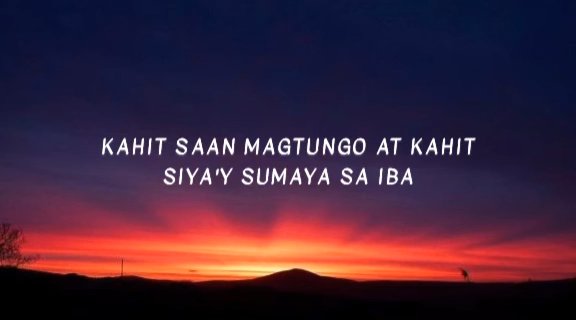 KAHIT SAAN MAGTUNGO AT KAHIT
SIYA'Y SUMAYA SA IBA